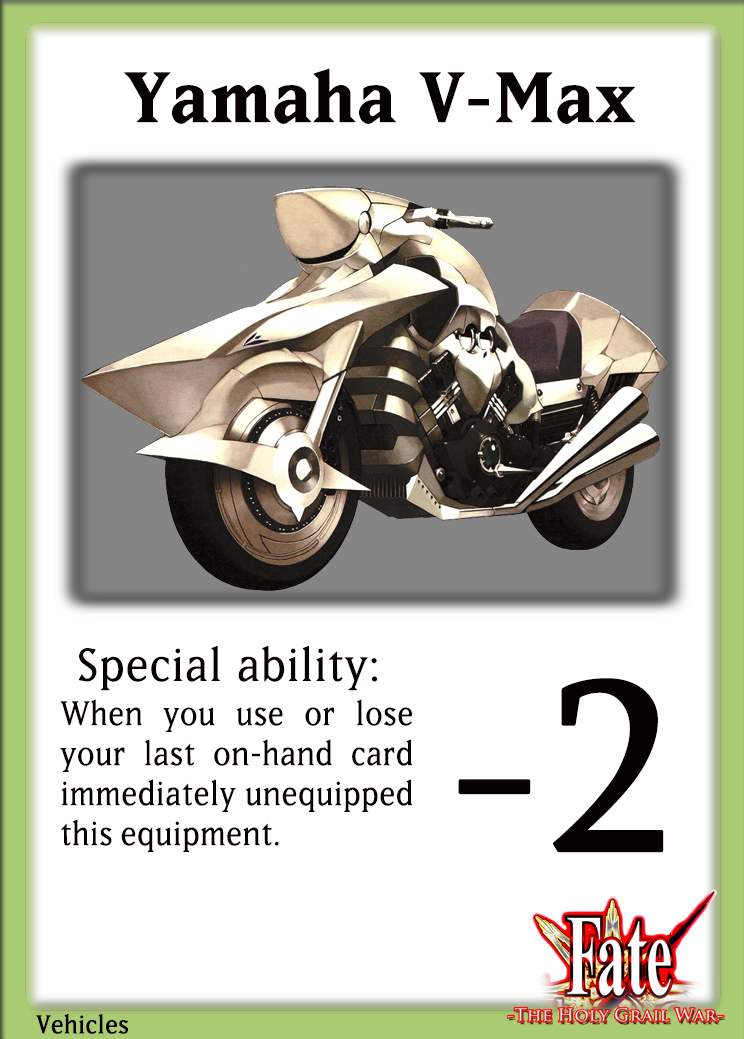 Yamaha V-Max
Special ability:
When you use or lose
your last on-hand card
immediately unequipped
this equipment.
-2
Fate
-THE HOLY GRAIL WAR-
Vehicles